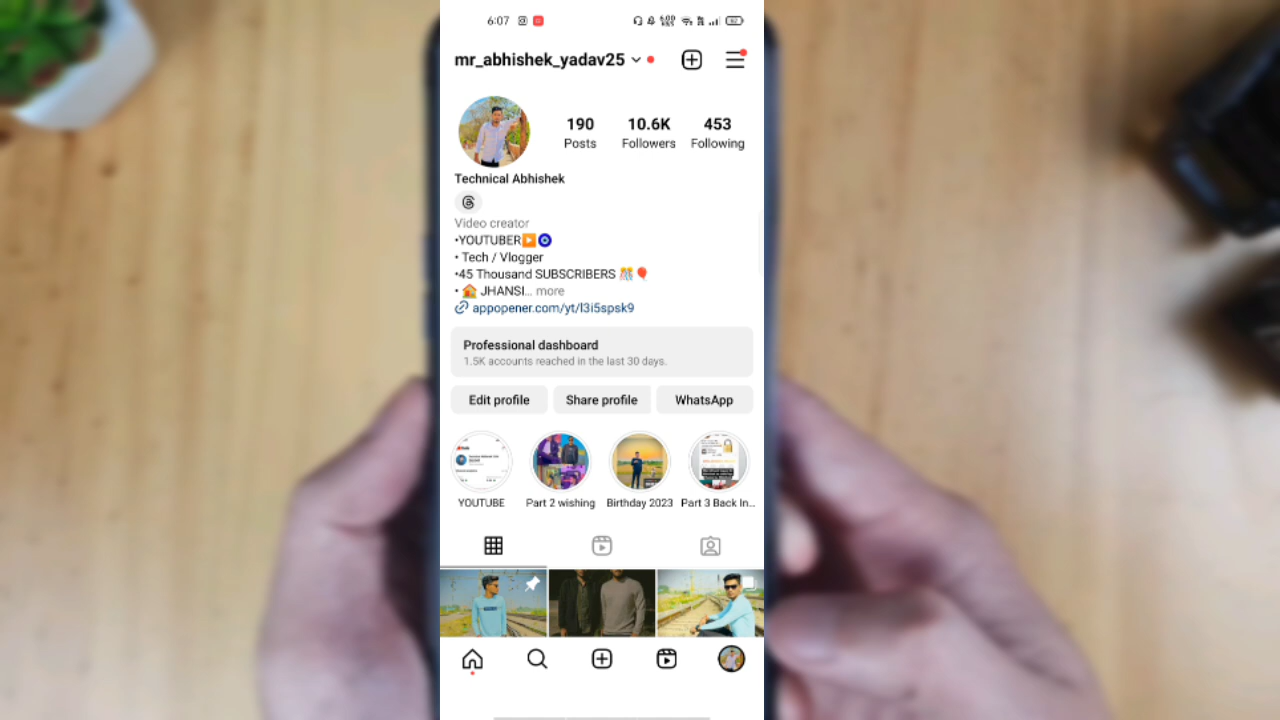 6:07
mr_abhishek_yadav25
190 10.6K 453
Posts Followers Following
Technical Abhishek
Video creator
•YOUTUBER▶️🧿
• Tech / Vlogger
•45 Thousand SUBSCRIBERS 🎊🎈
• 🏠 JHANSI... more
appopener.com/yt/l3i5spsk9
Professional dashboard
1.5K accounts reached in the last 30 days.
Edit profile Share profile WhatsApp
YOUTUBE Part 2 wishing Birthday 2023 Part 3 Back In...